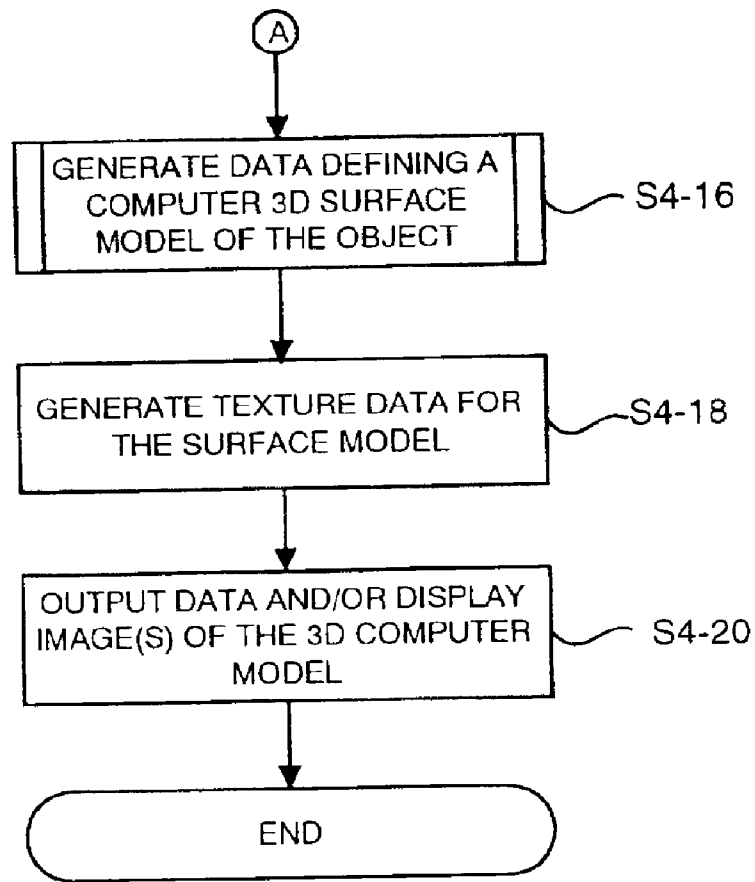 A
GENERATE DATA DEFINING A
COMPUTER 3D SURFACE
MODEL OF THE OBJECT
S4-16
GENERATE TEXTURE DATA FOR
THE SURFACE MODEL
S4-18
OUTPUT DATA AND/OR DISPLAY
IMAGE(S) OF THE 3D COMPUTER
MODEL
S4-20
END